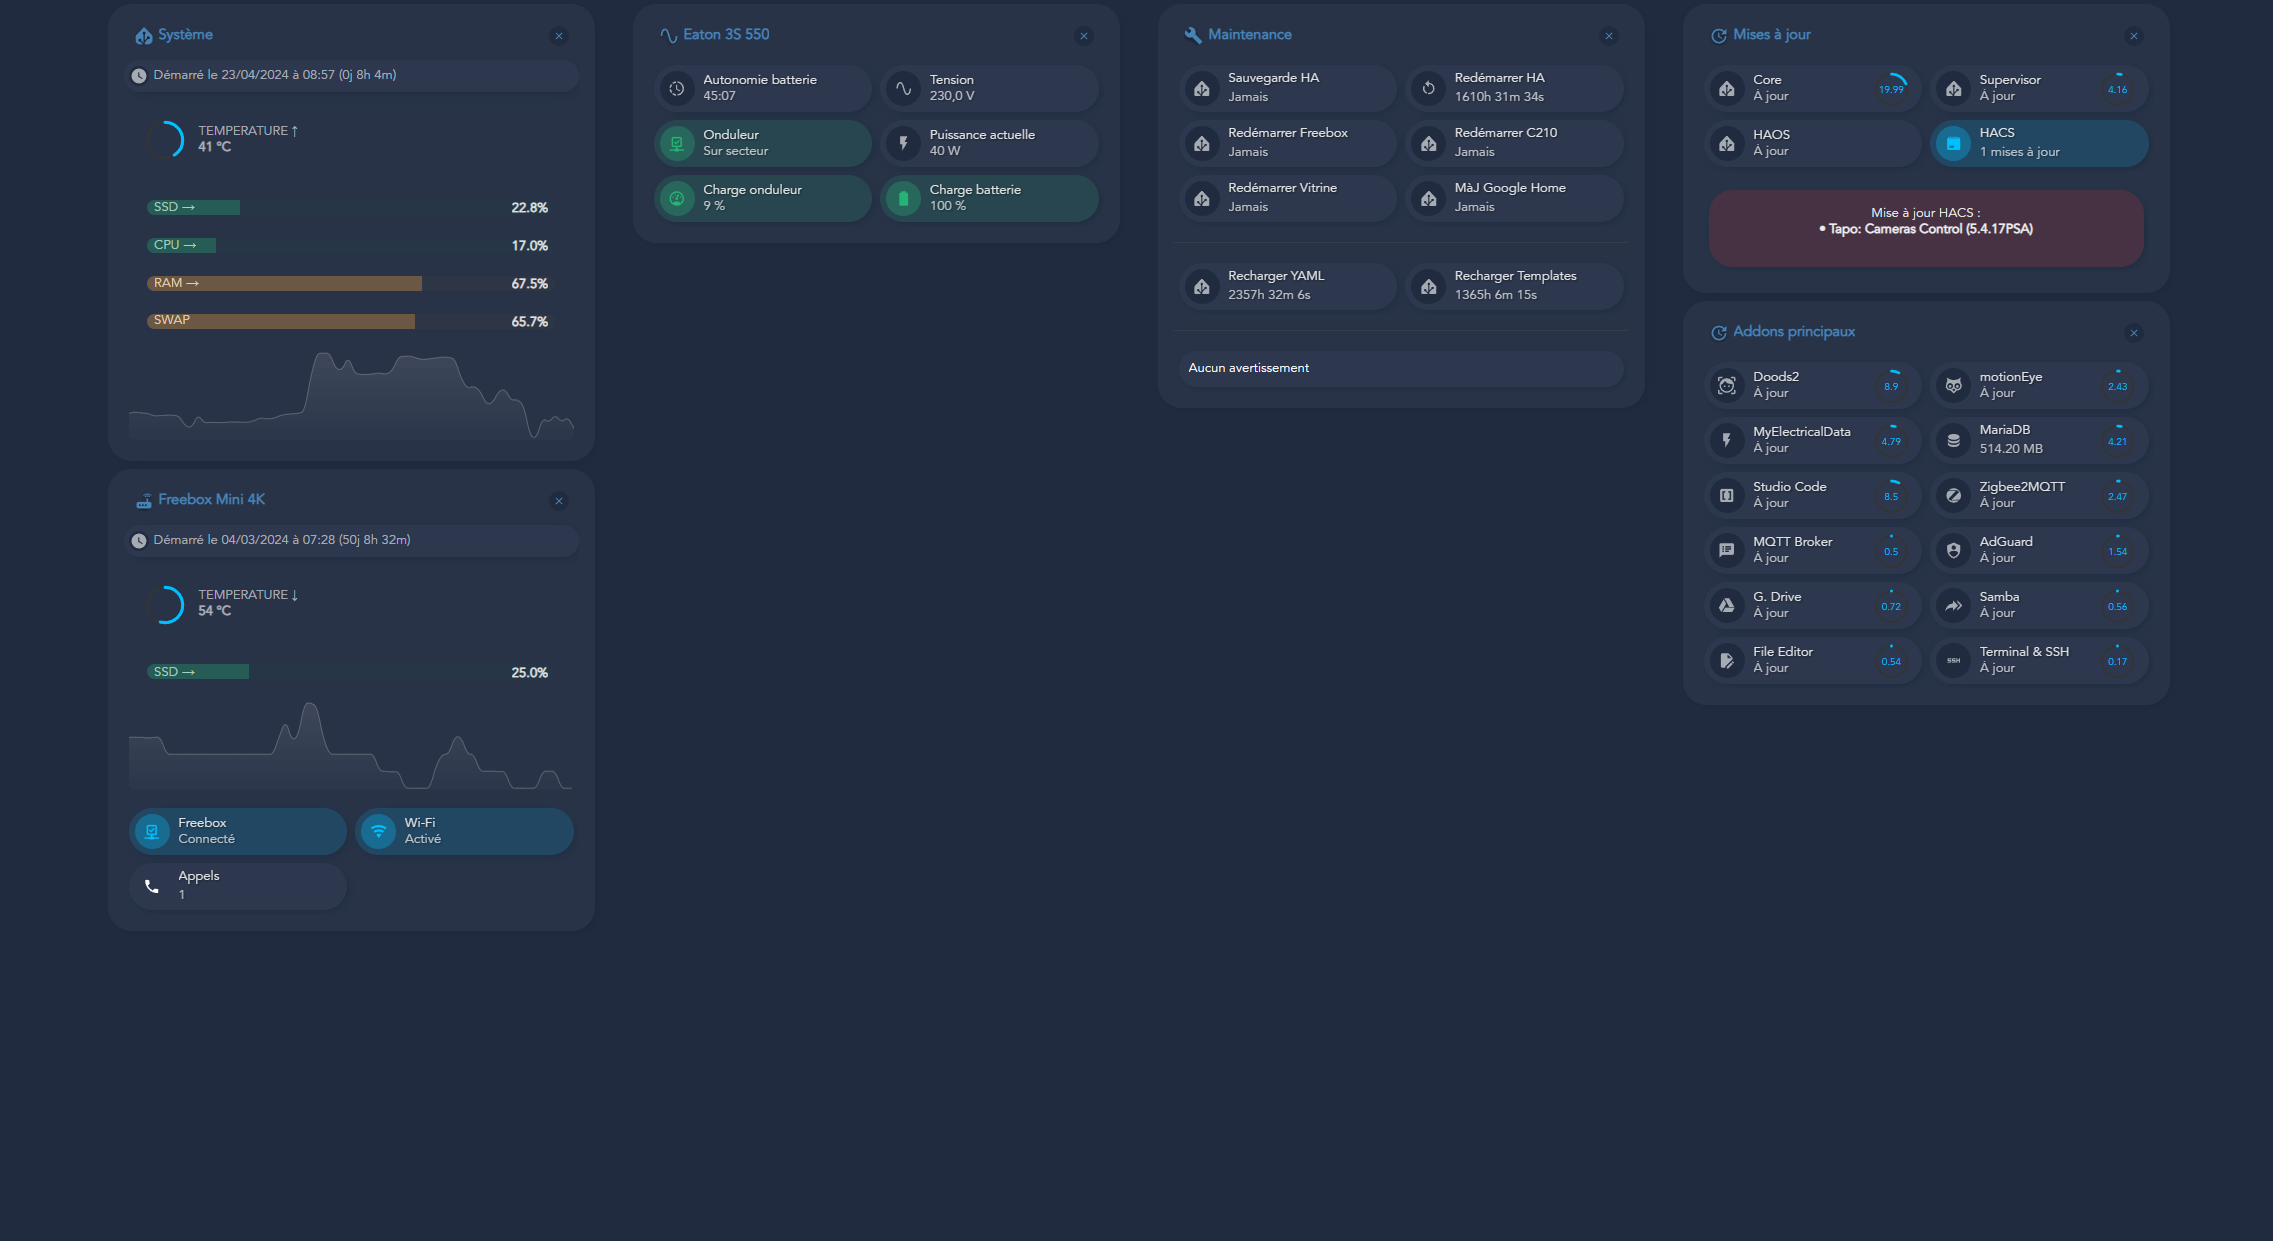 Système
Démarré le 23/04/2024 à 08:57 (0j 8h 4m)
TEMPERATURE ↑
41 °C
SSD → 22.8%
CPU → 17.0%
RAM → 67.5%
SWAP 65.7%
Freebox Mini 4K
Démarré le 04/03/2024 à 07:28 (50j 8h 32m)
TEMPERATURE ↓
54 °C
SSD → 25.0%
Freebox
Connecté
Wi-Fi
Activé
Appels
1
Eaton 3S 550
Autonomie batterie
45:07
Tension
230,0 V
Onduleur
Sur secteur
Puissance actuelle
40 W
Charge onduleur
9 %
Charge batterie
100 %
Maintenance
Sauvegarde HA
Jamais
Redémarrer HA
1610h 31m 34s
Redémarrer Freebox
Jamais
Redémarrer C210
Jamais
Redémarrer Vitrine
Jamais
MàJ Google Home
Jamais
Recharger YAML
2357h 32m 6s
Recharger Templates
1365h 6m 15s
Aucun avertissement
Mises à jour
Core
À jour
19.99
Supervisor
À jour
4.16
HAOS
À jour
HACS
1 mises à jour
Mise à jour HACS :
• Tapo: Cameras Control (5.4.17PSA)
Addons principaux
Doods2
À jour
8.9
motionEye
À jour
2.43
MyElectricalData
À jour
4.79
MariaDB
514.20 MB
4.21
Studio Code
À jour
8.5
Zigbee2MQTT
À jour
2.47
MQTT Broker
À jour
0.5
AdGuard
À jour
1.54
G. Drive
À jour
0.72
Samba
À jour
0.56
File Editor
À jour
0.54
SSH
Terminal & SSH
À jour
0.17